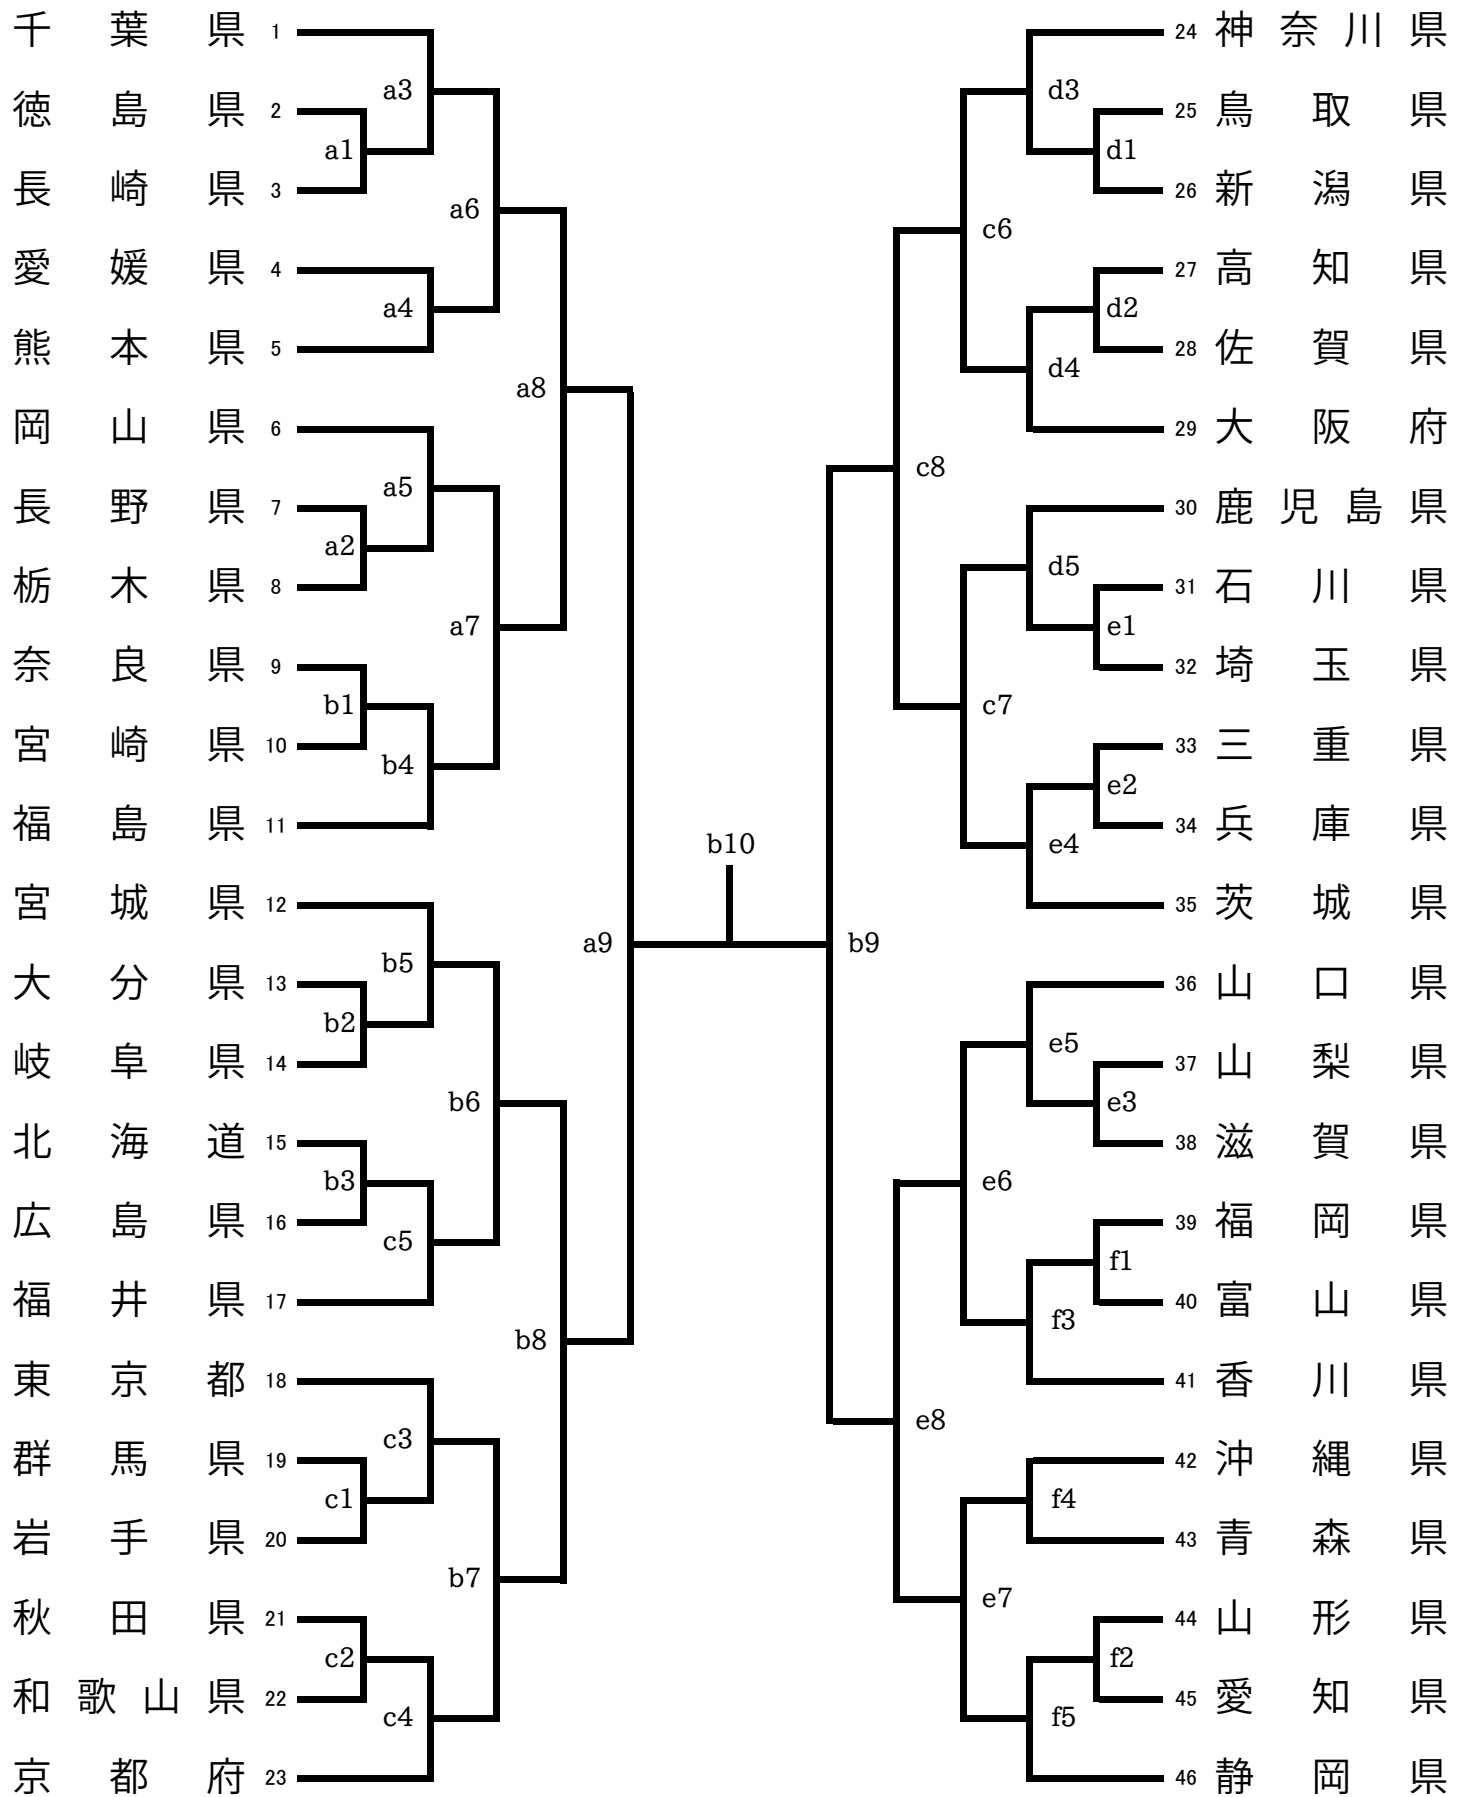 千葉県 1
a3
徳島県 2
a1
長崎県 3
a6
愛媛県 4
a4
熊本県 5
a8
岡山県 6
a5
長野県 7
a2
栃木県 8
a7
奈良県 9
b1
宮崎県 10
b4
福島県 11
宮城県 12
a9
b5
大分県 13
b2
岐阜県 14
b6
北海道 15
b3
広島県 16
c5
福井県 17
b8
東京都 18
c3
群馬県 19
c1
岩手県 20
b7
秋田県 21
c2
和歌山県 22
c4
京都府 23
b10
24 神奈川県
d3
25 鳥取県
d1
26 新潟県
c6
27 高知県
d2
28 佐賀県
d4
29 大阪府
c8
30 鹿児島県
d5
31 石川県
e1
32 埼玉県
c7
33 三重県
e2
34 兵庫県
e4
35 茨城県
b9
36 山口県
e5
37 山梨県
e3
38 滋賀県
e6
39 福岡県
f1
40 富山県
f3
41 香川県
e8
42 沖縄県
f4
43 青森県
e7
44 山形県
f2
45 愛知県
f5
46 静岡県